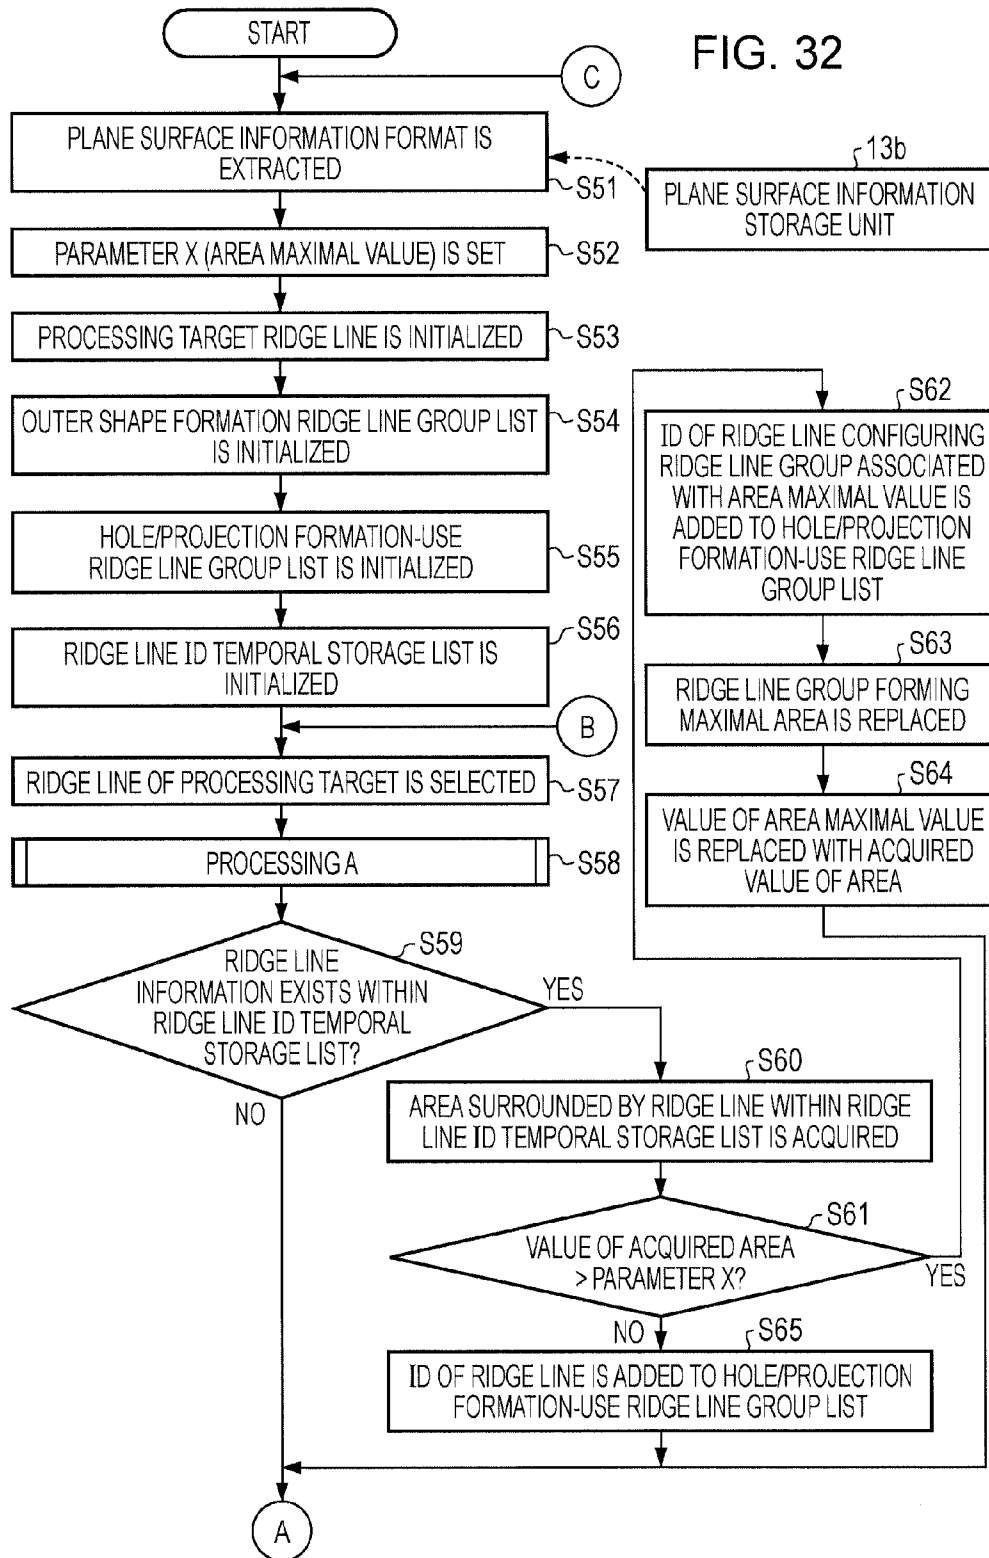 FIG. 32
START
C
PLANE SURFACE INFORMATION FORMAT IS
EXTRACTED
S51
13b
PLANE SURFACE INFORMATION
STORAGE UNIT
PARAMETER X (AREA MAXIMAL VALUE) IS SET
S52
PROCESSING TARGET RIDGE LINE IS INITIALIZED
S53
OUTER SHAPE FORMATION RIDGE LINE GROUP LIST
IS INITIALIZED
S54
HOLE/PROJECTION FORMATION-USE
RIDGE LINE GROUP LIST IS INITIALIZED
S55
RIDGE LINE ID TEMPORAL STORAGE LIST IS
INITIALIZED
S56
B
RIDGE LINE OF PROCESSING TARGET IS SELECTED
S57
PROCESSING A
S58
S59
RIDGE LINE
INFORMATION EXISTS WITHIN
RIDGE LINE ID TEMPORAL
STORAGE LIST?
YES
NO
S60
AREA SURROUNDED BY RIDGE LINE WITHIN RIDGE
LINE ID TEMPORAL STORAGE LIST IS ACQUIRED
S61
VALUE OF ACQUIRED AREA
> PARAMETER X?
YES
NO
S62
ID OF RIDGE LINE CONFIGURING
RIDGE LINE GROUP ASSOCIATED
WITH AREA MAXIMAL VALUE IS
ADDED TO HOLE/PROJECTION
FORMATION-USE RIDGE LINE
GROUP LIST
S63
RIDGE LINE GROUP FORMING
MAXIMAL AREA IS REPLACED
S64
VALUE OF AREA MAXIMAL VALUE
IS REPLACED WITH ACQUIRED
VALUE OF AREA
S65
ID OF RIDGE LINE IS ADDED TO HOLE/PROJECTION
FORMATION-USE RIDGE LINE GROUP LIST
A